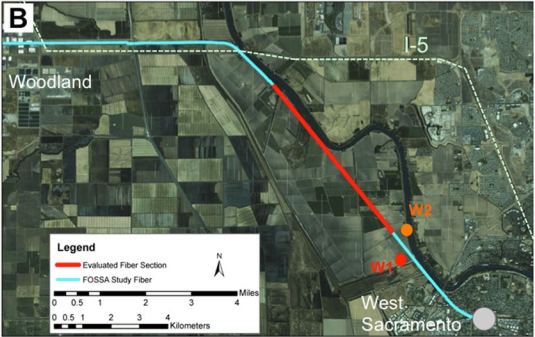 B
I-5
Woodland
W2
W1
Legend
Evaluated Fiber Section
FOSSA Study Fiber
N
Miles
0 0.5 1 2 3 4
Kilometers
0 0.5 1 2 3 4
West
Sacramento